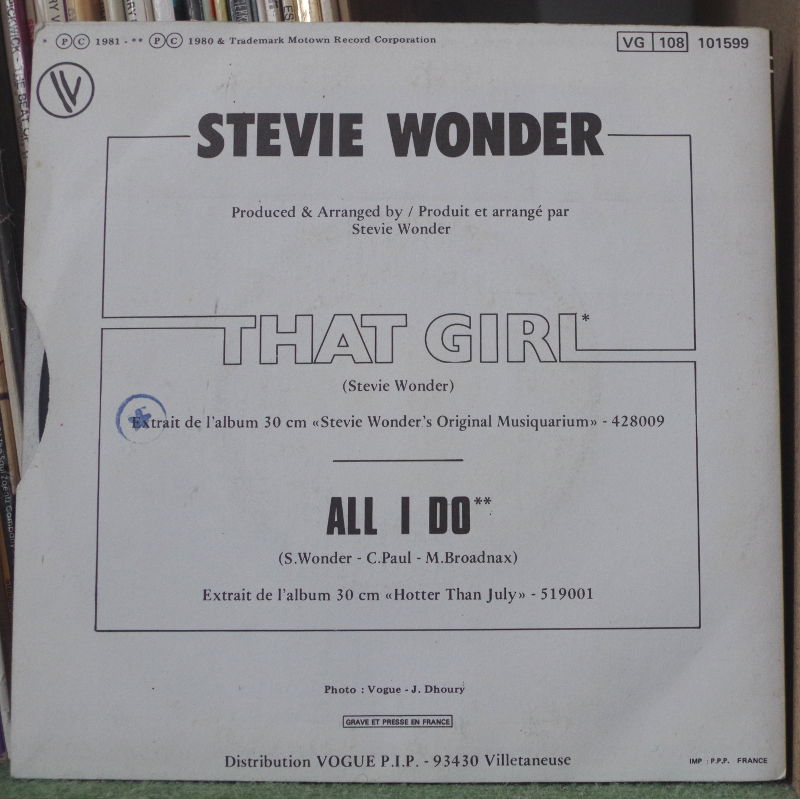 * ⓅⒸ 1981 - ** ⓅⒸ 1980 & Trademark Motown Record Corporation
VG 108 101599
STEVIE WONDER
Produced & Arranged by / Produit et arrangé par
Stevie Wonder
THAT GIRL*
(Stevie Wonder)
Extrait de l'album 30 cm «Stevie Wonder's Original Musiquarium» - 428009
ALL I DO**
(S.Wonder - C.Paul - M.Broadnax)
Extrait de l'album 30 cm «Hotter Than July» - 519001
Photo : Vogue - J. Dhoury
GRAVE ET PRESSE EN FRANCE
Distribution VOGUE P.I.P. - 93430 Villetaneuse
IMP : P.P.P. FRANCE